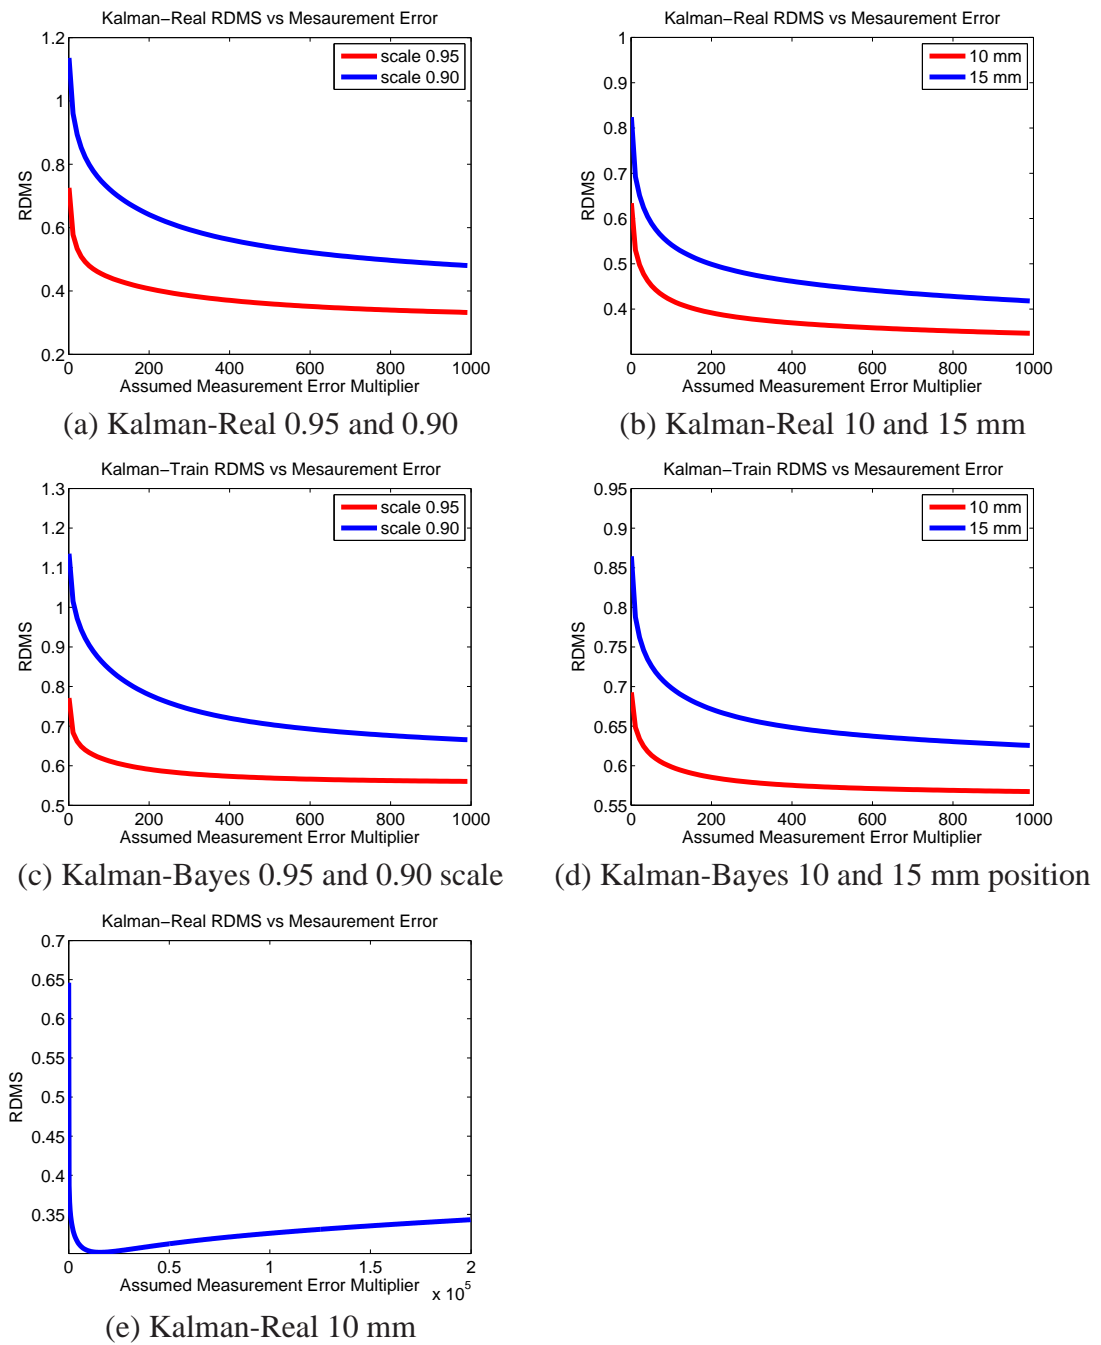 Kalman−Real RDMS vs Mesaurement Error
1.2
1
0.8
0.6
0.4
0.2
RDMS
scale 0.95
scale 0.90
0 200 400 600 800 1000
Assumed Measurement Error Multiplier
(a) Kalman-Real 0.95 and 0.90
Kalman−Real RDMS vs Mesaurement Error
1
0.9
0.8
0.7
0.6
0.5
0.4
RDMS
10 mm
15 mm
0 200 400 600 800 1000
Assumed Measurement Error Multiplier
(b) Kalman-Real 10 and 15 mm
Kalman−Train RDMS vs Mesaurement Error
1.3
1.2
1.1
1
0.9
0.8
0.7
0.6
0.5
RDMS
scale 0.95
scale 0.90
0 200 400 600 800 1000
Assumed Measurement Error Multiplier
(c) Kalman-Bayes 0.95 and 0.90 scale
Kalman−Train RDMS vs Mesaurement Error
0.95
0.9
0.85
0.8
0.75
0.7
0.65
0.6
0.55
RDMS
10 mm
15 mm
0 200 400 600 800 1000
Assumed Measurement Error Multiplier
(d) Kalman-Bayes 10 and 15 mm position
Kalman−Real RDMS vs Mesaurement Error
0.7
0.65
0.6
0.55
0.5
0.45
0.4
0.35
RDMS
0 0.5 1 1.5 2
Assumed Measurement Error Multiplier
x 10^5
(e) Kalman-Real 10 mm